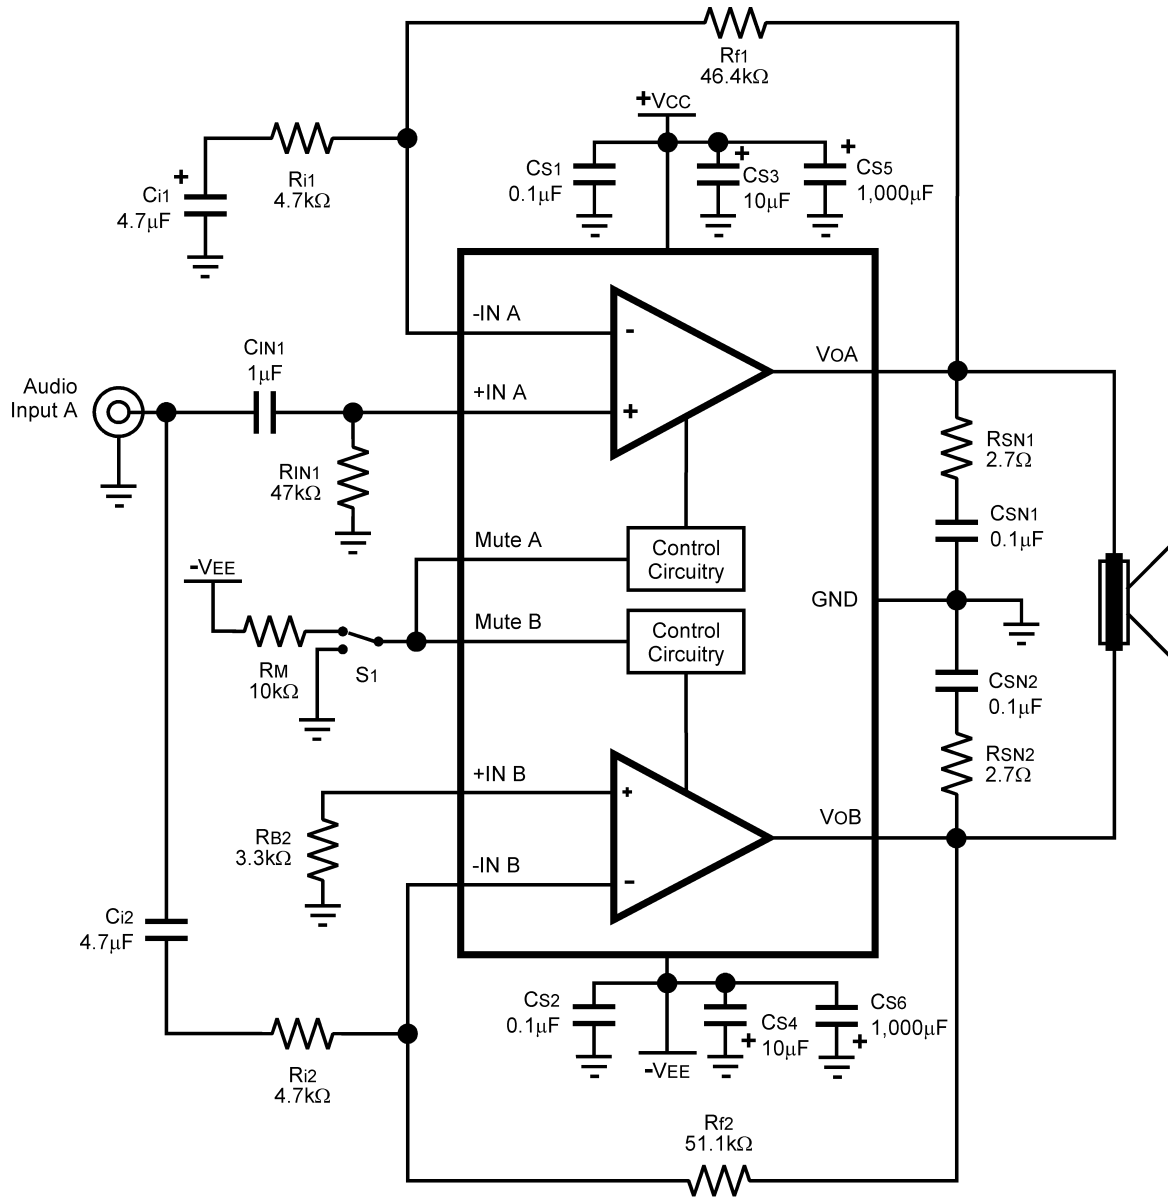 Rf1
46.4kΩ
+VCC
CS1
0.1µF
+
CS3
10µF
+
CS5
1,000µF
Ri1
4.7kΩ
+
Ci1
4.7µF
-IN A
-
VOA
CIN1
1µF
+IN A
+
Audio
Input A
RIN1
47kΩ
RSN1
2.7Ω
CSN1
0.1µF
Mute A
Control
Circuitry
-VEE
GND
Mute B
Control
Circuitry
RM
10kΩ
S1
CSN2
0.1µF
RSN2
2.7Ω
+IN B
+
VOB
RB2
3.3kΩ
-IN B
-
Ci2
4.7µF
CS2
0.1µF
CS4
+ 10µF
CS6
1,000µF
+
-VEE
Ri2
4.7kΩ
Rf2
51.1kΩ